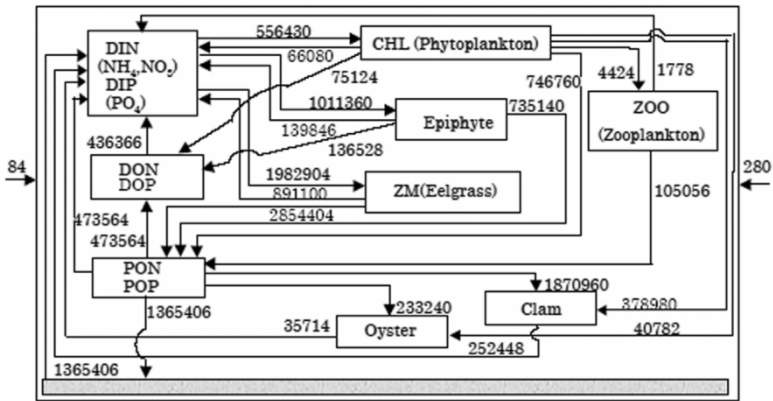 556430
DIN
(NH₄,NO₃)
DIP
(PO₄)
CHL (Phytoplankton)
66080
75124
746760
4424
1778
ZOO
(Zooplankton)
1011360
735140
Epiphyte
139846
136528
436366
DON
DOP
84
280
1982904
891100
ZM(Eelgrass)
105056
2854404
473564
473564
PON
POP
1365406
1870960
233240
Clam
378980
35714
Oyster
40782
252448
1365406